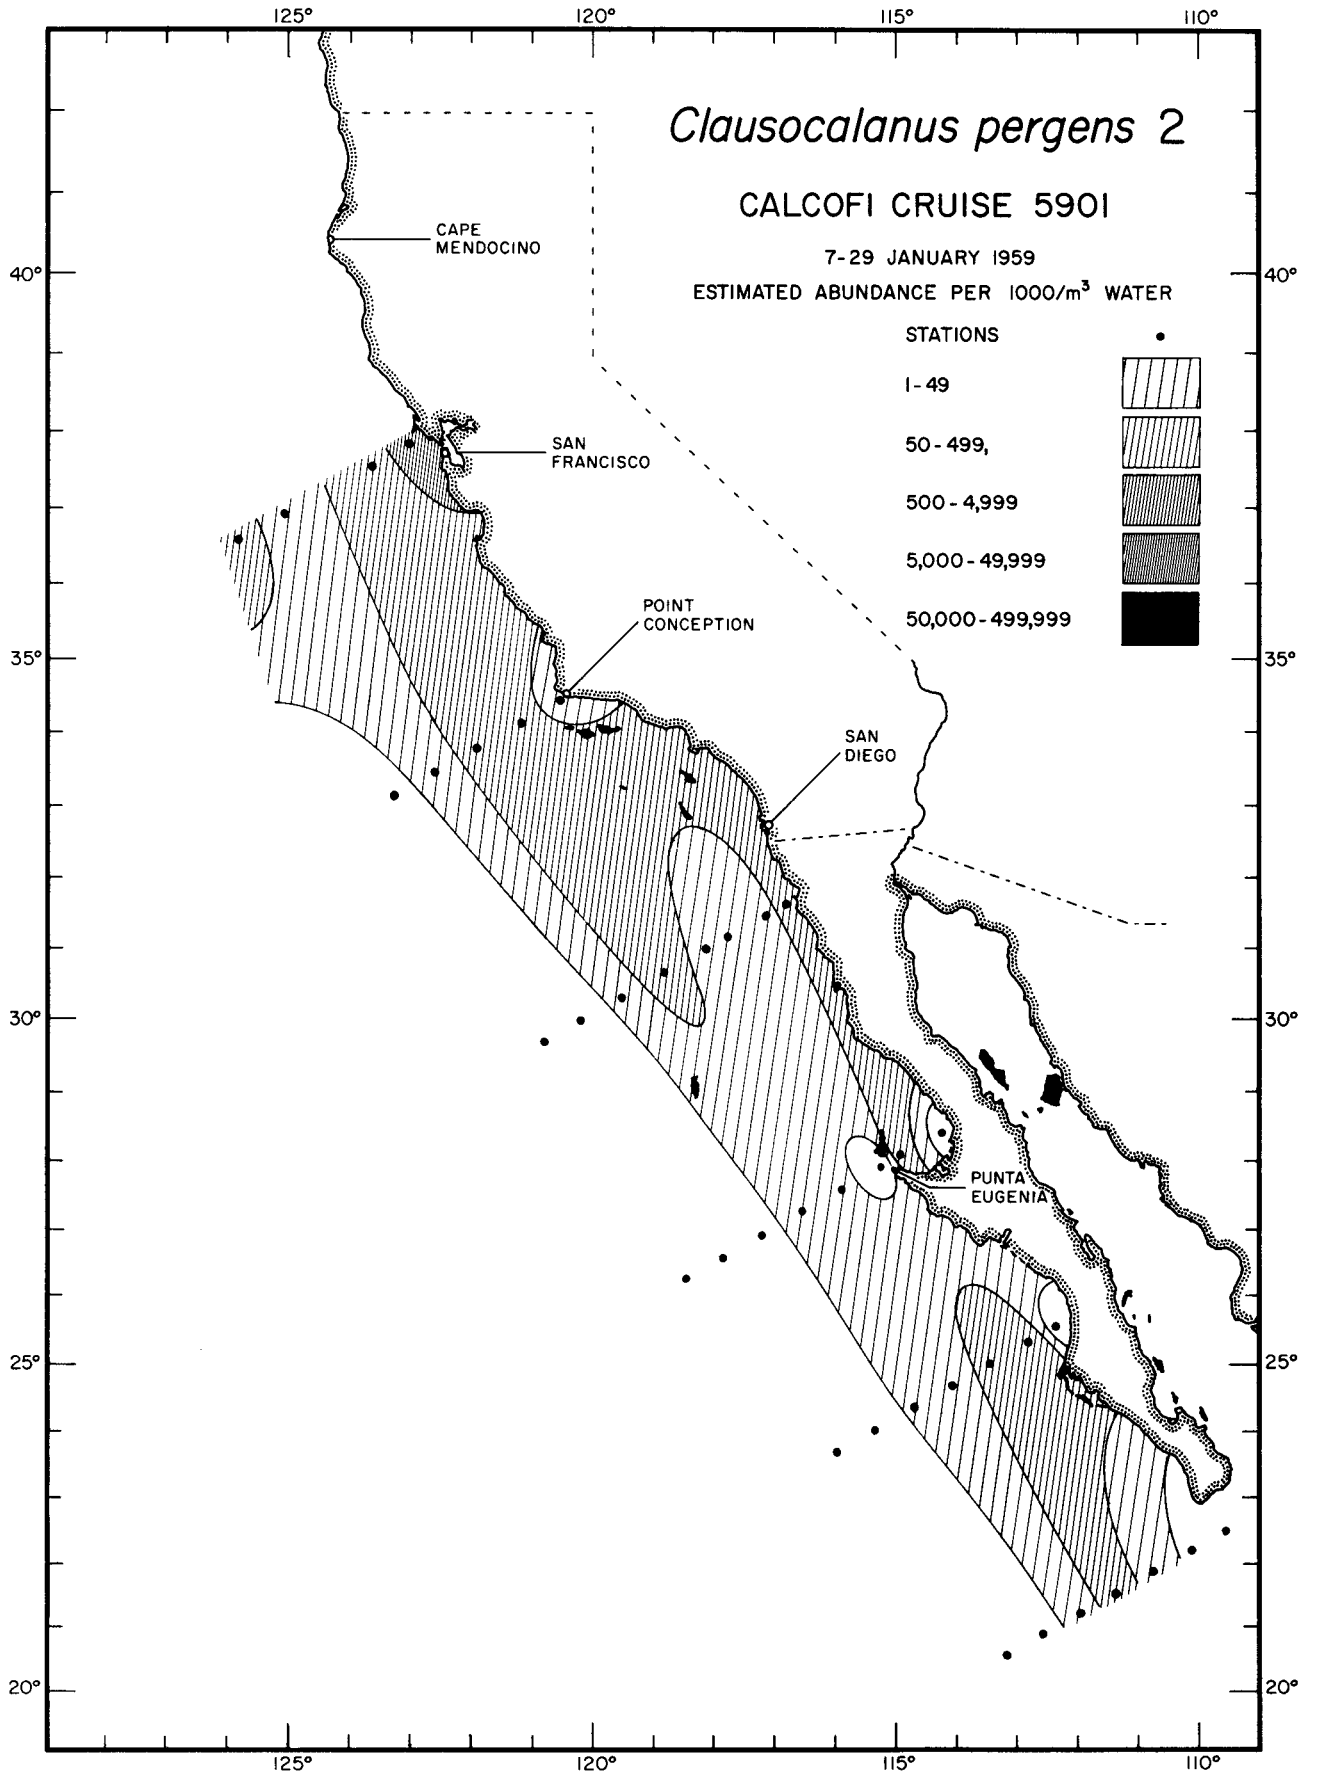 125° 120° 115° 110°
Clausocalanus pergens 2
CALCOFI CRUISE 5901
7-29 JANUARY 1959
ESTIMATED ABUNDANCE PER 1000/m³ WATER
STATIONS
1-49
50-499,
500-4,999
5,000-49,999
50,000-499,999
CAPE
MENDOCINO
40° 40°
SAN
FRANCISCO
POINT
CONCEPTION
35° 35°
SAN
DIEGO
30° 30°
PUNTA
EUGENIA
25° 25°
20° 20°
125° 120° 115° 110°